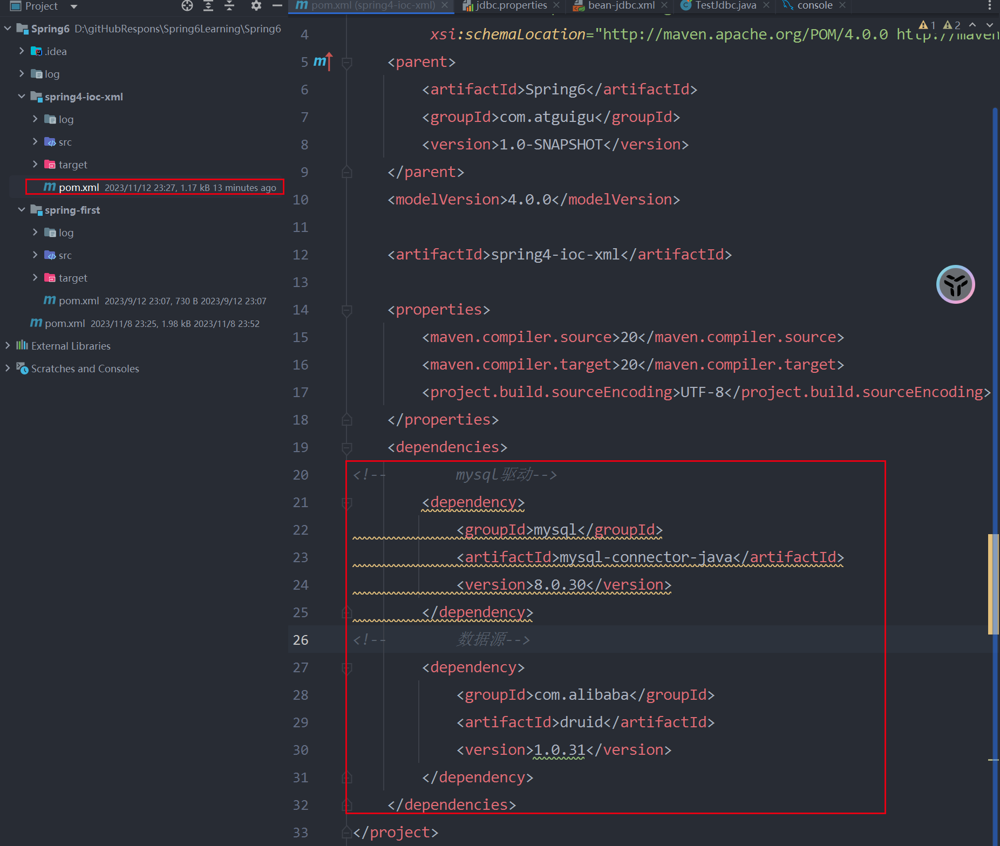 Project
pom.xml (spring4-ioc-xml)
jdbc.properties
bean-jdbc.xml
TestJdbc.java
console
Spring6 D:\gitHubRespons\Spring6Learning\Spring6
.idea
log
spring4-ioc-xml
log
src
target
pom.xml 2023/11/12 23:27, 1.17 kB 13 minutes ago
spring-first
log
src
target
pom.xml 2023/9/12 23:07, 730 B 2023/9/12 23:07
pom.xml 2023/11/8 23:25, 1.98 kB 2023/11/8 23:52
External Libraries
Scratches and Consoles
1 2
4 xsi:schemaLocation="http://maven.apache.org/POM/4.0.0 http://maven
5 <parent>
6 <artifactId>Spring6</artifactId>
7 <groupId>com.atguigu</groupId>
8 <version>1.0-SNAPSHOT</version>
9 </parent>
10 <modelVersion>4.0.0</modelVersion>
11
12 <artifactId>spring4-ioc-xml</artifactId>
13
14 <properties>
15 <maven.compiler.source>20</maven.compiler.source>
16 <maven.compiler.target>20</maven.compiler.target>
17 <project.build.sourceEncoding>UTF-8</project.build.sourceEncoding>
18 </properties>
19 <dependencies>
20 <!-- mysql驱动-->
21 <dependency>
22 <groupId>mysql</groupId>
23 <artifactId>mysql-connector-java</artifactId>
24 <version>8.0.30</version>
25 </dependency>
26 <!-- 数据源-->
27 <dependency>
28 <groupId>com.alibaba</groupId>
29 <artifactId>druid</artifactId>
30 <version>1.0.31</version>
31 </dependency>
32 </dependencies>
33 </project>